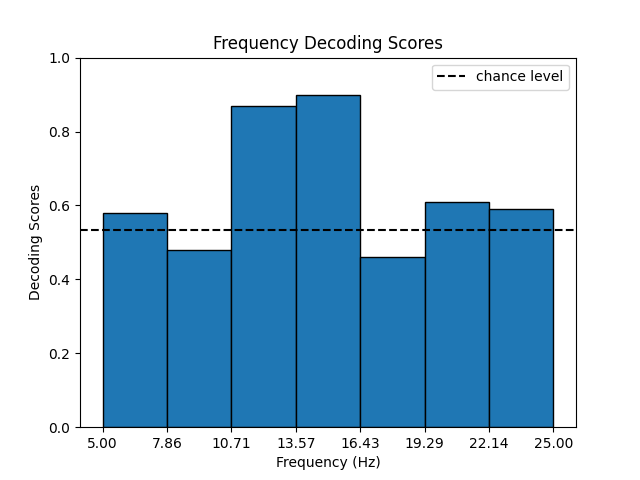 Frequency Decoding Scores
chance level
1.0
0.8
0.6
0.4
0.2
0.0
Decoding Scores
5.00 7.86 10.71 13.57 16.43 19.29 22.14 25.00
Frequency (Hz)